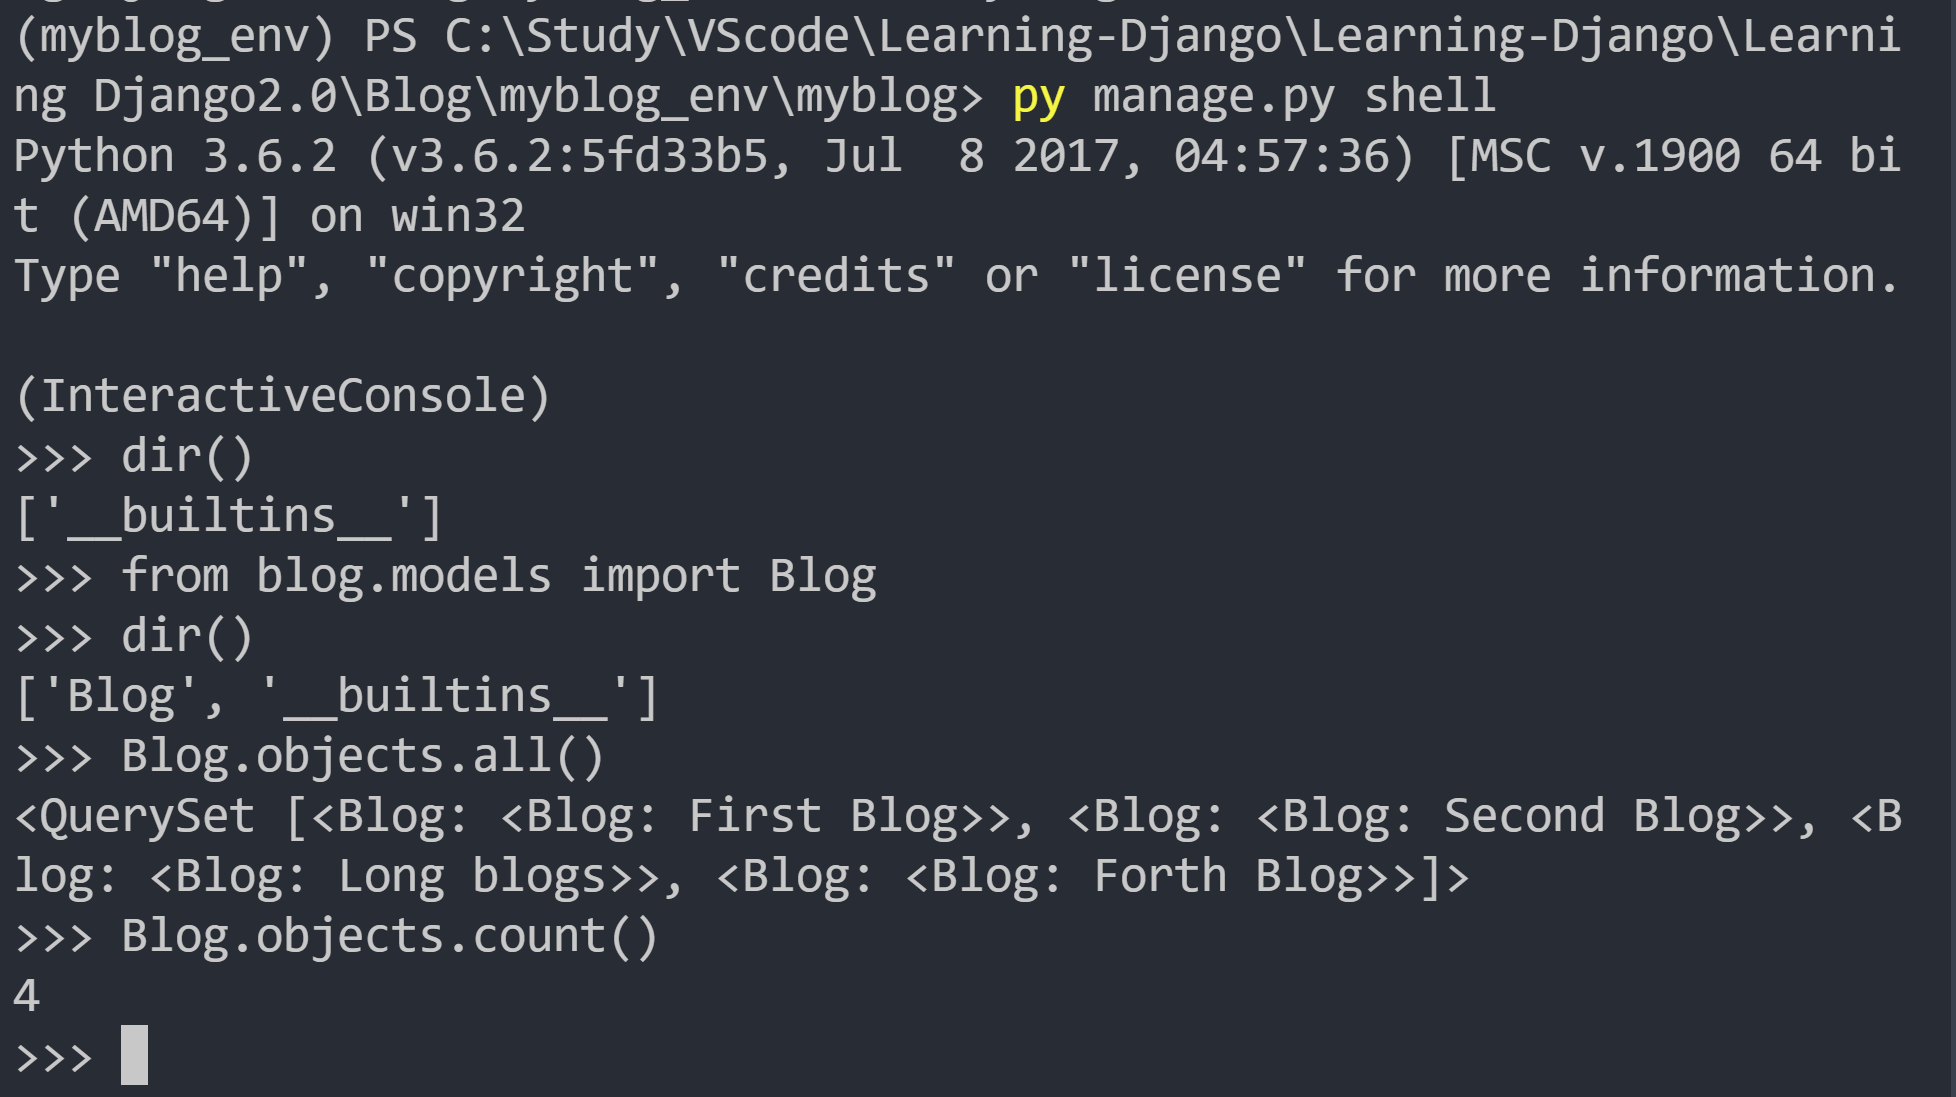 (myblog_env) PS C:\Study\VScode\Learning-Django\Learning-Django\Learni
ng Django2.0\Blog\myblog_env\myblog> py manage.py shell
Python 3.6.2 (v3.6.2:5fd33b5, Jul  8 2017, 04:57:36) [MSC v.1900 64 bi
t (AMD64)] on win32
Type "help", "copyright", "credits" or "license" for more information.
(InteractiveConsole)
>>> dir()
['__builtins__']
>>> from blog.models import Blog
>>> dir()
['Blog', '__builtins__']
>>> Blog.objects.all()
<QuerySet [<Blog: <Blog: First Blog>>, <Blog: <Blog: Second Blog>>, <B
log: <Blog: Long blogs>>, <Blog: <Blog: Forth Blog>>]>
>>> Blog.objects.count()
4
>>>